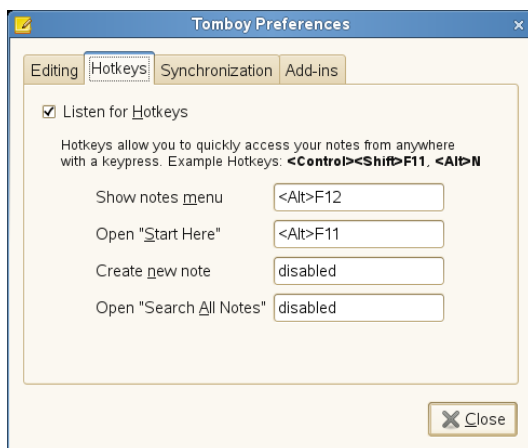 Tomboy Preferences
Editing Hotkeys Synchronization Add-ins
Listen for Hotkeys
Hotkeys allow you to quickly access your notes from anywhere
with a keypress. Example Hotkeys: <Control><Shift>F11, <Alt>N
Show notes menu <Alt>F12
Open "Start Here" <Alt>F11
Create new note disabled
Open "Search All Notes" disabled
Close